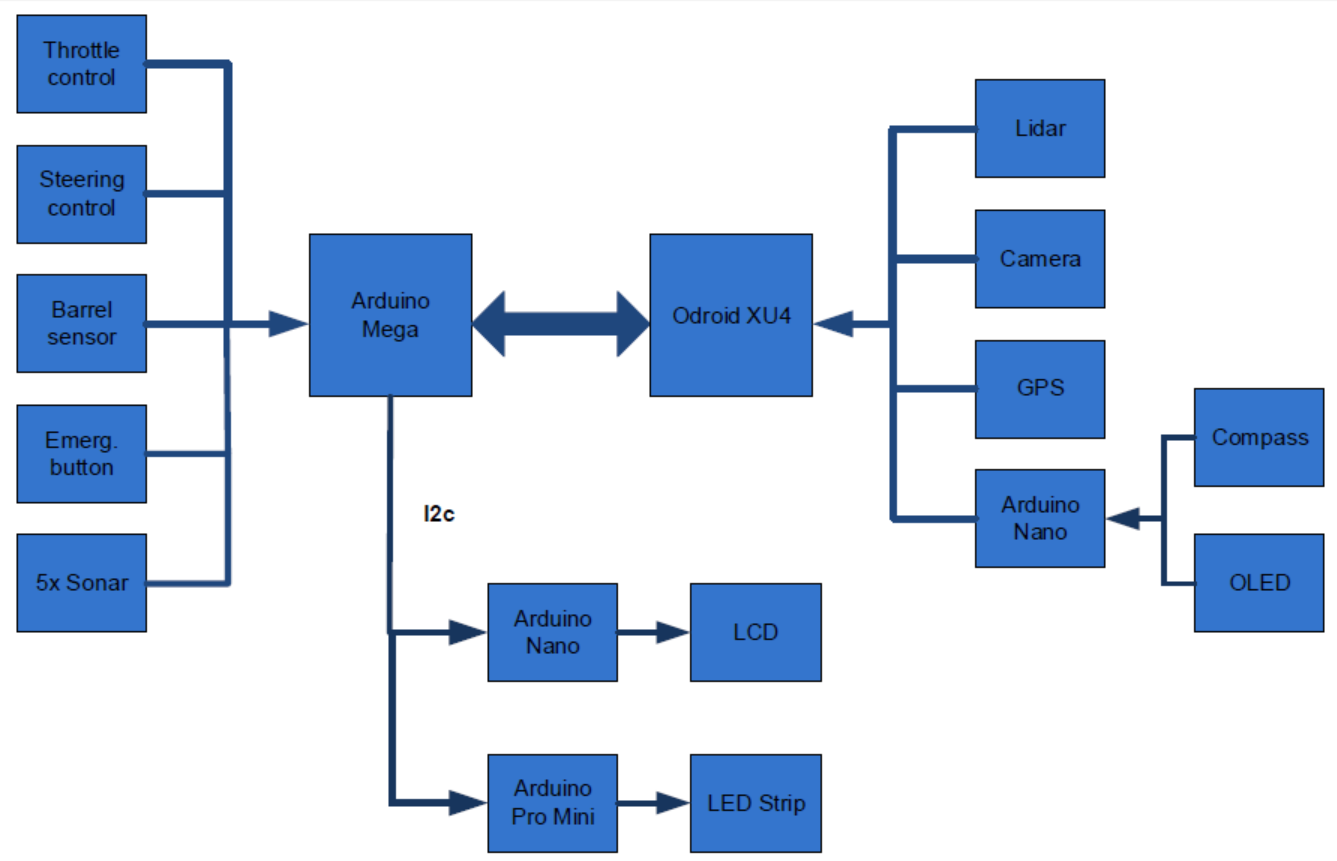 Throttle
control
Steering
control
Barrel
sensor
Emerg.
button
5x Sonar
Arduino
Mega
Odroid XU4
Lidar
Camera
GPS
Arduino
Nano
Compass
OLED
I2c
Arduino
Nano
LCD
Arduino
Pro Mini
LED Strip